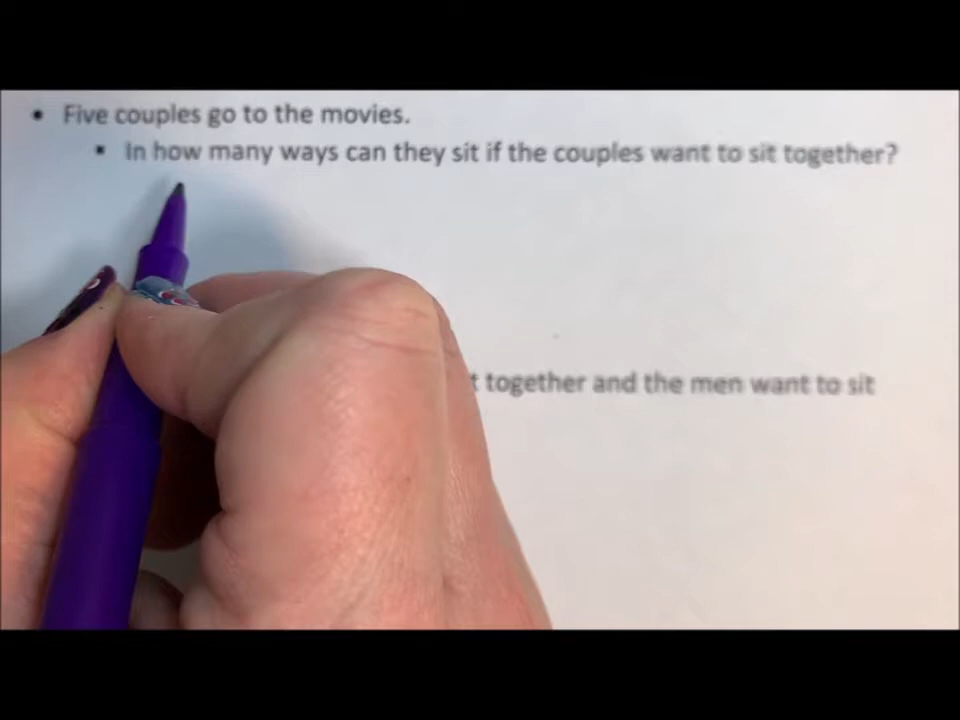 Five couples go to the movies.
In how many ways can they sit if the couples want to sit together?
together and the men want to sit